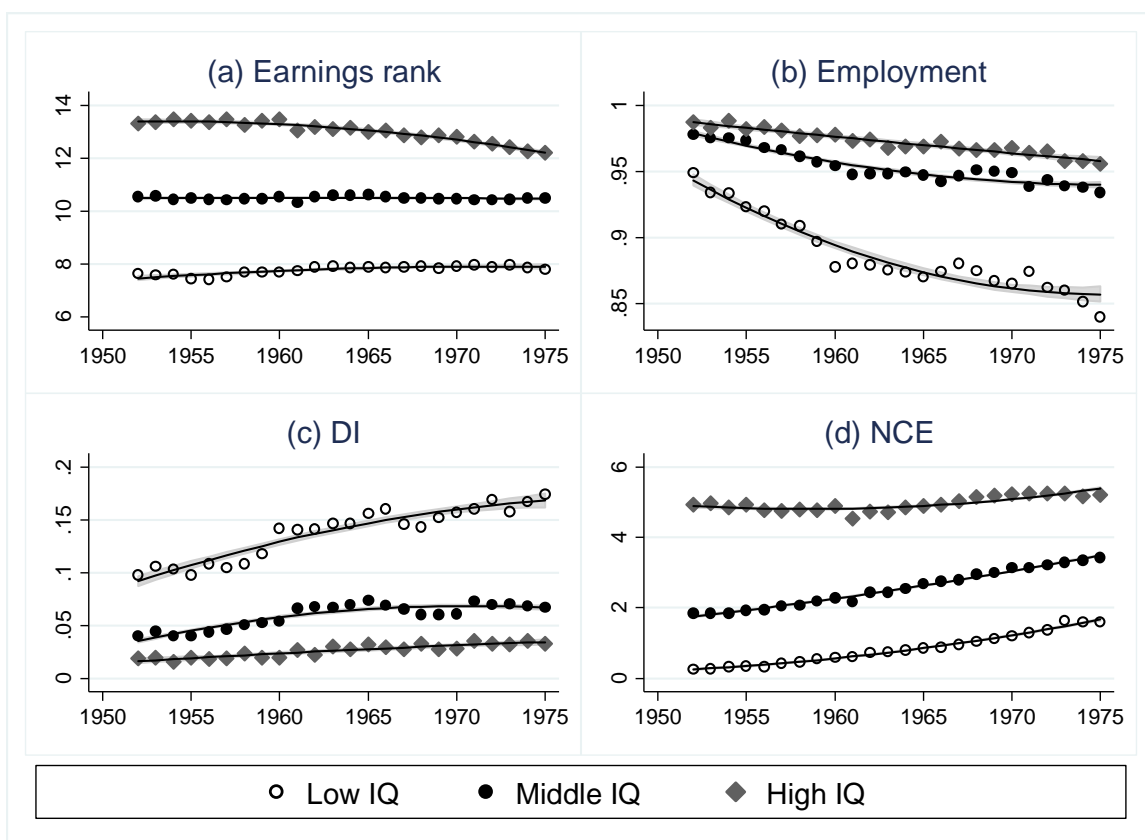 (a) Earnings rank
14
12
10
8
6
1950 1955 1960 1965 1970 1975
(b) Employment
1
.95
.9
.85
1950 1955 1960 1965 1970 1975
(c) DI
.2
.15
.1
.05
0
1950 1955 1960 1965 1970 1975
(d) NCE
6
4
2
0
1950 1955 1960 1965 1970 1975
Low IQ Middle IQ High IQ